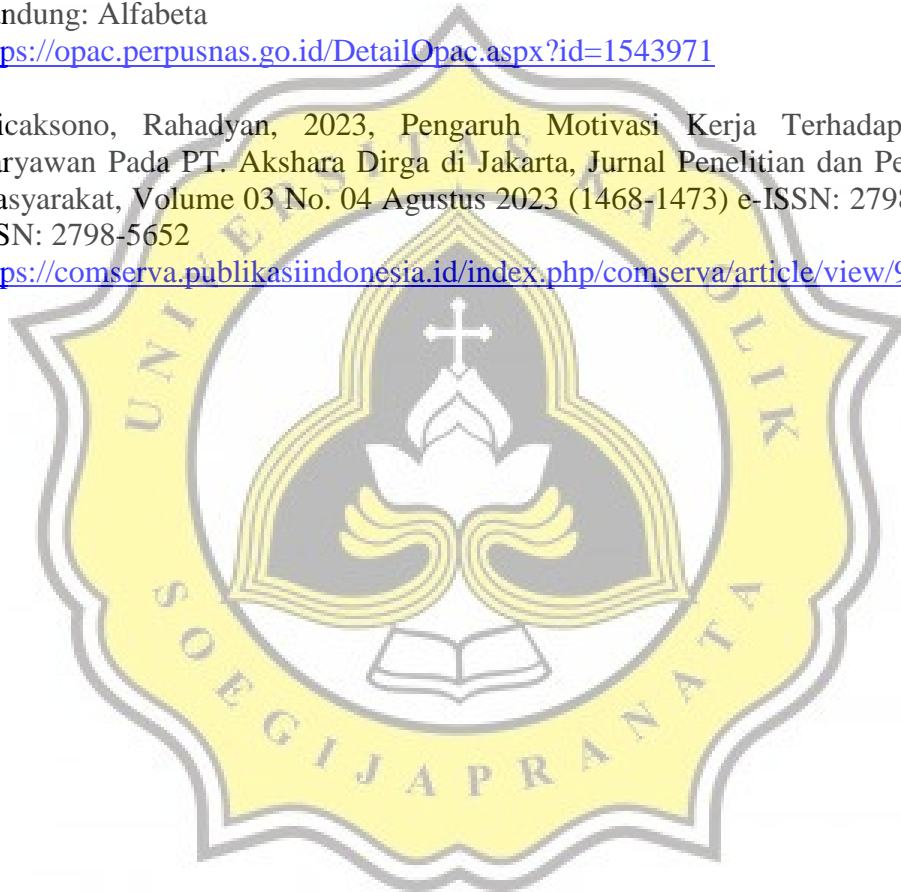 ndung: Alfabeta
ps://opac.perpusnas.go.id/DetailOpac.aspx?id=1543971
icaksono, Rahadyan, 2023, Pengaruh Motivasi Kerja Terhadap
aryawan Pada PT. Akshara Dirga di Jakarta, Jurnal Penelitian dan Pe
asyarakat, Volume 03 No. 04 Agustus 2023 (1468-1473) e-ISSN: 2798
SN: 2798-5652
ps://comserva.publikasiindonesia.id/index.php/comserva/article/view/9
UNIVERSITAS KATOLIK
SOEGIJAPRANATA